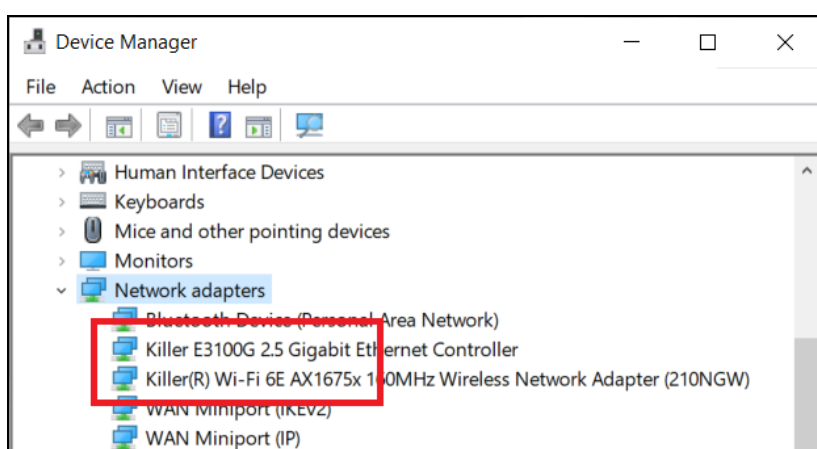 Device Manager
File Action View Help
Human Interface Devices
Keyboards
Mice and other pointing devices
Monitors
Network adapters
Bluetooth Device (Personal Area Network)
Killer E3100G 2.5 Gigabit Ethernet Controller
Killer(R) Wi-Fi 6E AX1675x 160MHz Wireless Network Adapter (210NGW)
WAN Miniport (IKEv2)
WAN Miniport (IP)